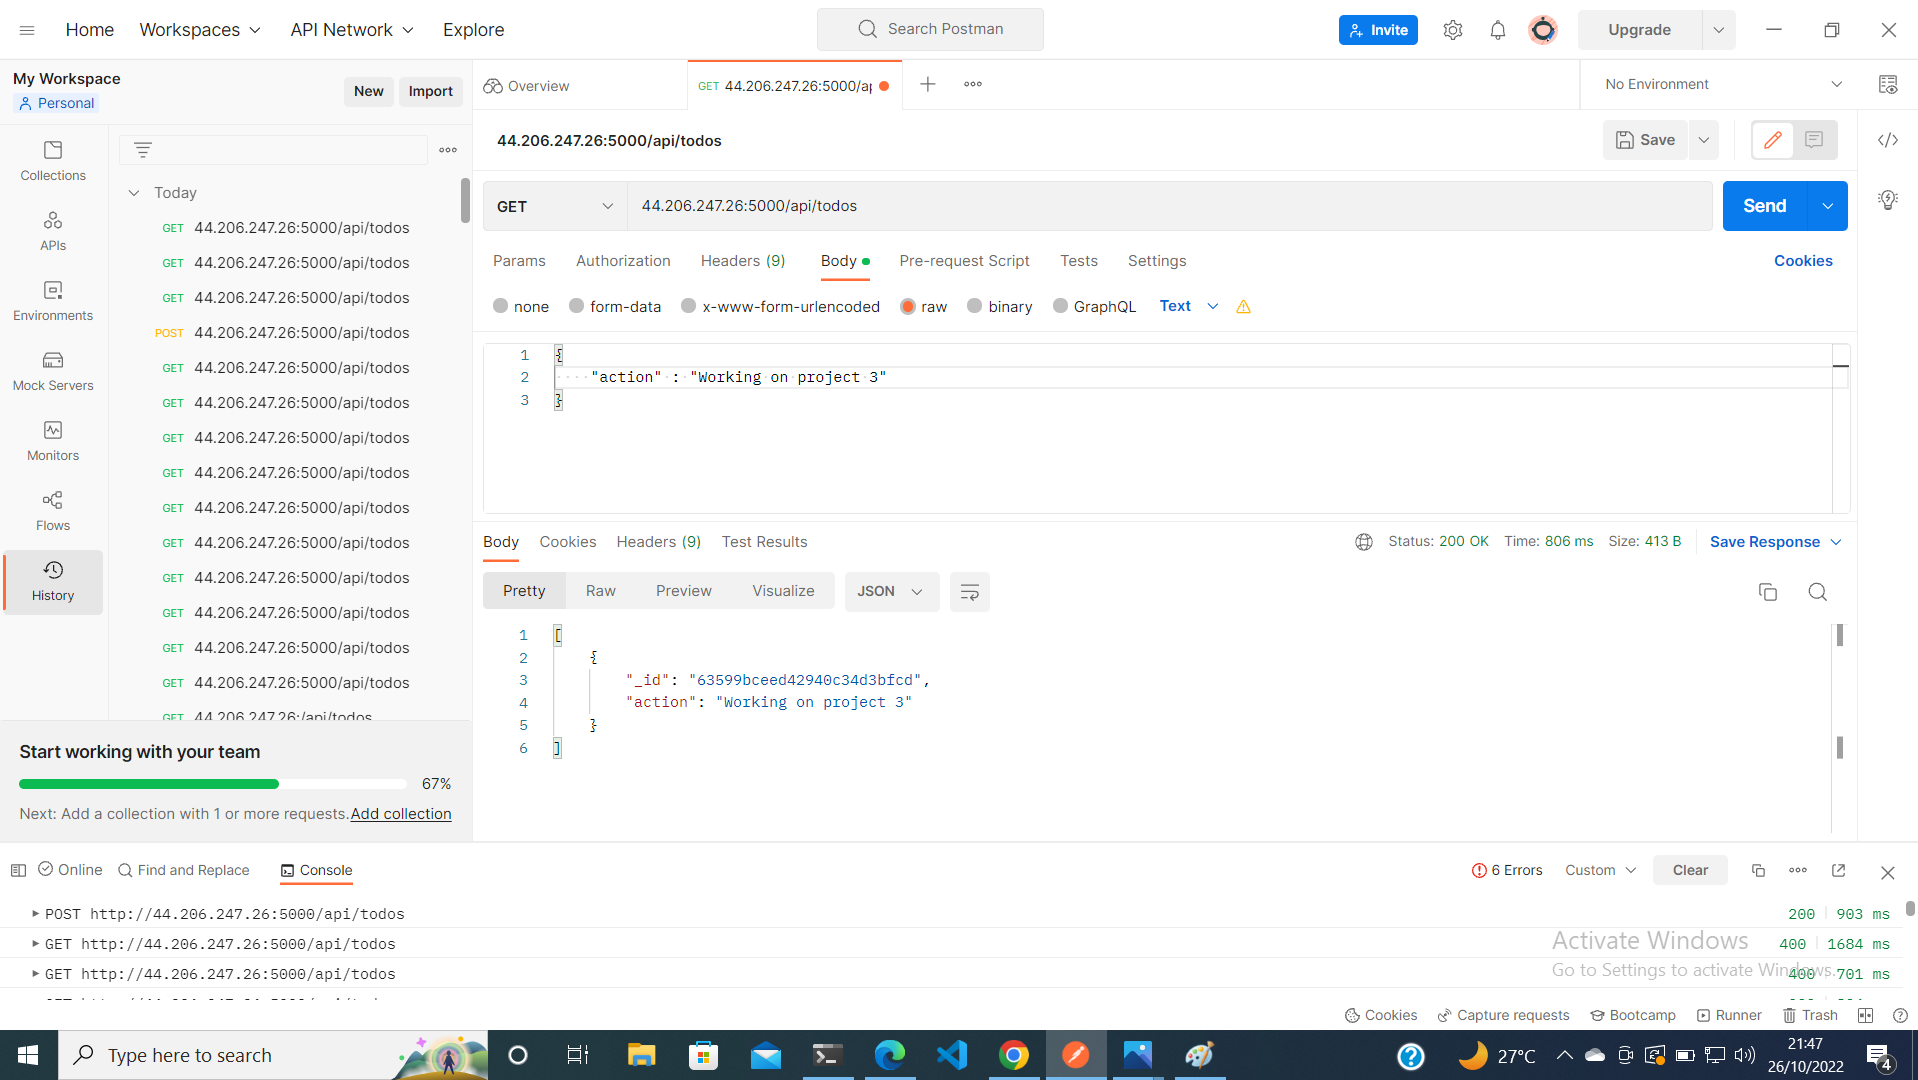 Home Workspaces API Network Explore Search Postman Invite Upgrade
My Workspace
Personal
New Import
Overview GET 44.206.247.26:5000/ap No Environment
Collections
APIs
Environments
Mock Servers
Monitors
Flows
History
Today
GET 44.206.247.26:5000/api/todos
GET 44.206.247.26:5000/api/todos
GET 44.206.247.26:5000/api/todos
POST 44.206.247.26:5000/api/todos
GET 44.206.247.26:5000/api/todos
GET 44.206.247.26:5000/api/todos
GET 44.206.247.26:5000/api/todos
GET 44.206.247.26:5000/api/todos
GET 44.206.247.26:5000/api/todos
GET 44.206.247.26:5000/api/todos
GET 44.206.247.26:5000/api/todos
GET 44.206.247.26:5000/api/todos
GET 44.206.247.26:5000/api/todos
GET 44.206.247.26:5000/api/todos
GET 44.206.247.26:/api/todos
Start working with your team
67%
Next: Add a collection with 1 or more requests. Add collection
44.206.247.26:5000/api/todos Save
GET 44.206.247.26:5000/api/todos Send
Params Authorization Headers (9) Body Pre-request Script Tests Settings Cookies
none form-data x-www-form-urlencoded raw binary GraphQL Text
1 {
2 "action" : "Working on project 3"
3 }
Body Cookies Headers (9) Test Results Status: 200 OK Time: 806 ms Size: 413 B Save Response
Pretty Raw Preview Visualize JSON
1 [
2 {
3 "_id": "63599bceed42940c34d3bfcd",
4 "action": "Working on project 3"
5 }
6 ]
Online Find and Replace Console 6 Errors Custom Clear
POST http://44.206.247.26:5000/api/todos 200 903 ms
GET http://44.206.247.26:5000/api/todos 400 1684 ms
GET http://44.206.247.26:5000/api/todos 400 701 ms
Activate Windows
Go to Settings to activate Windows.
Cookies Capture requests Bootcamp Runner Trash
Type here to search
27°C
21:47
26/10/2022
4